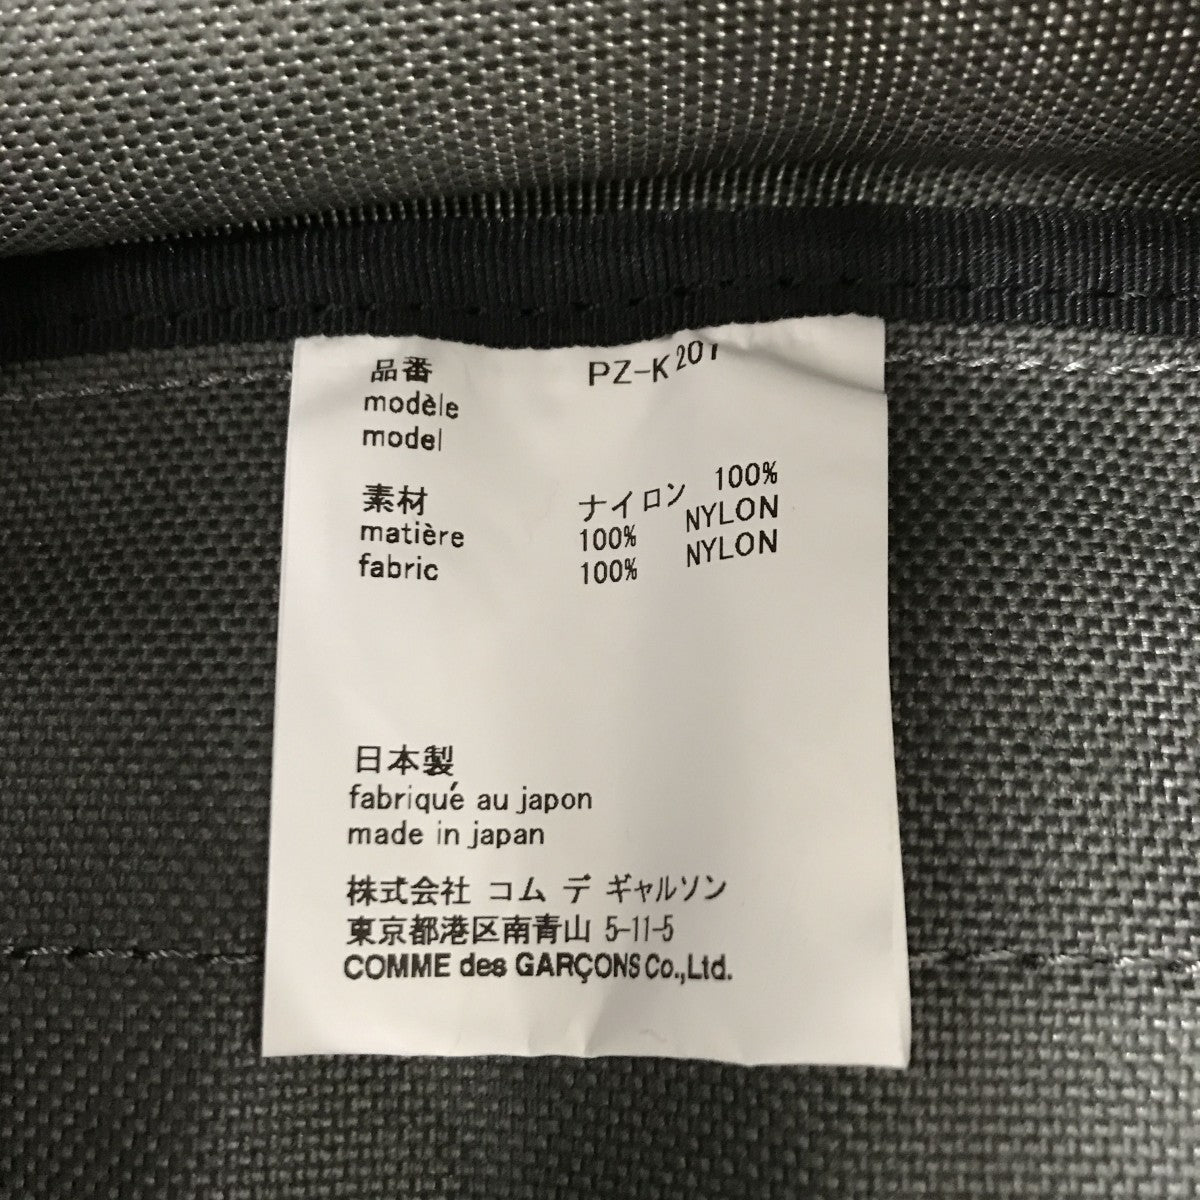 品番 PZ-K201
modèle
model
素材 ナイロン 100%
matière 100% NYLON
fabric 100% NYLON
日本製
fabriqué au japon
made in japan
株式会社 コム デ ギャルソン
東京都港区南青山 5-11-5
COMME des GARÇONS Co.,Ltd.